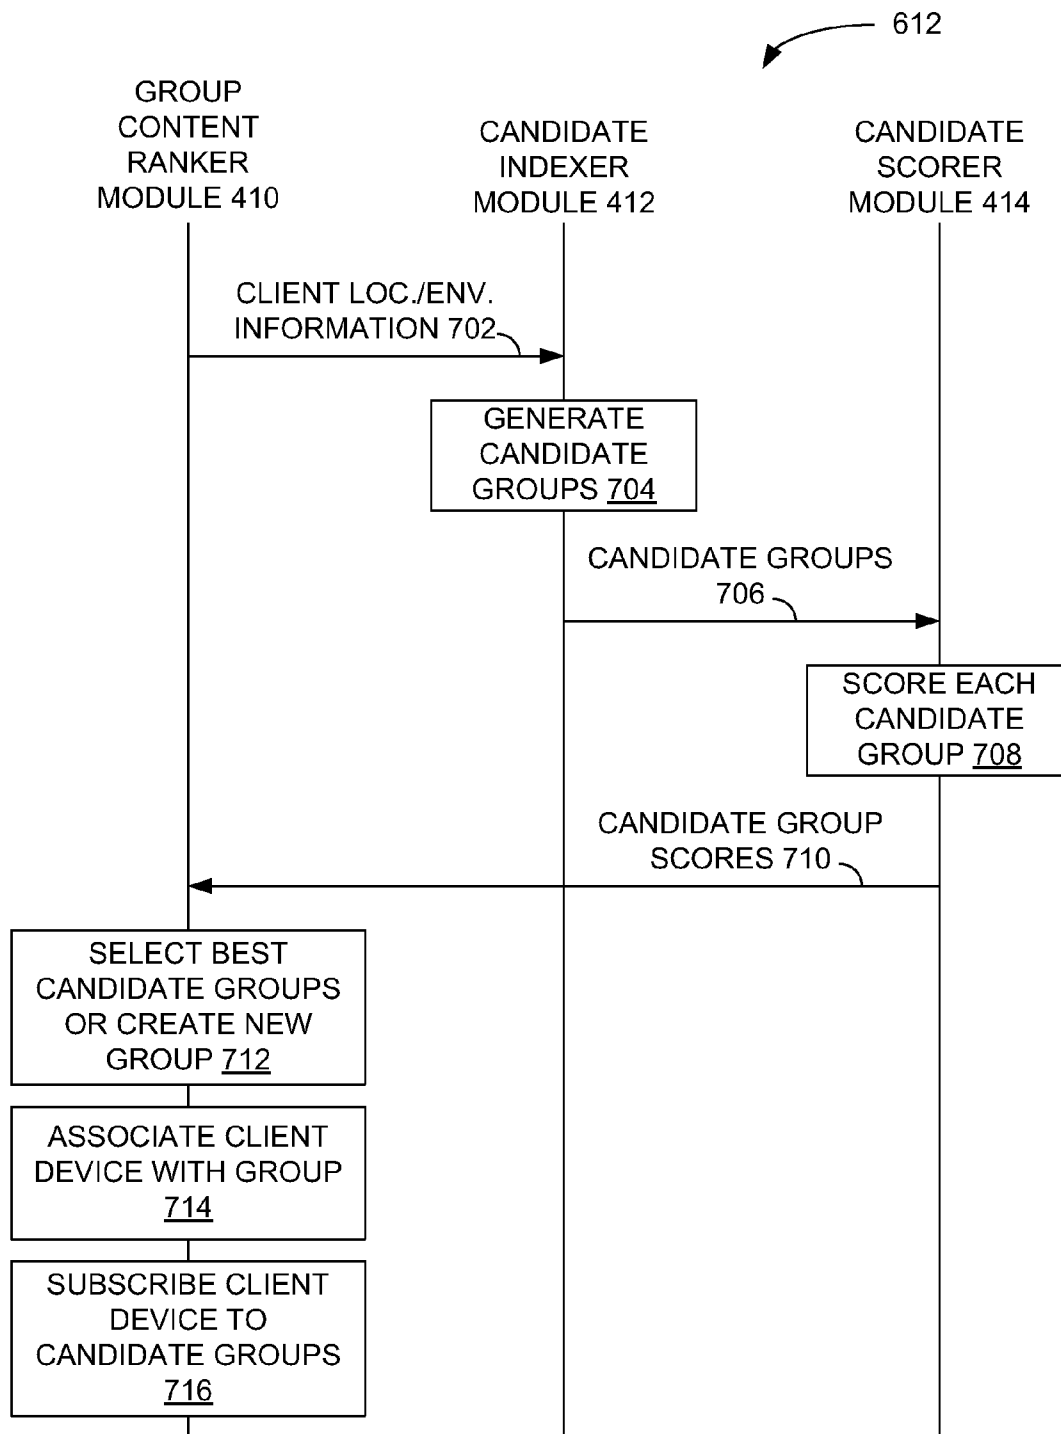 612
GROUP
CONTENT
RANKER
MODULE 410
CANDIDATE
INDEXER
MODULE 412
CANDIDATE
SCORER
MODULE 414
CLIENT LOC./ENV.
INFORMATION 702
GENERATE
CANDIDATE
GROUPS 704
CANDIDATE GROUPS
706
SCORE EACH
CANDIDATE
GROUP 708
CANDIDATE GROUP
SCORES 710
SELECT BEST
CANDIDATE GROUPS
OR CREATE NEW
GROUP 712
ASSOCIATE CLIENT
DEVICE WITH GROUP
714
SUBSCRIBE CLIENT
DEVICE TO
CANDIDATE GROUPS
716